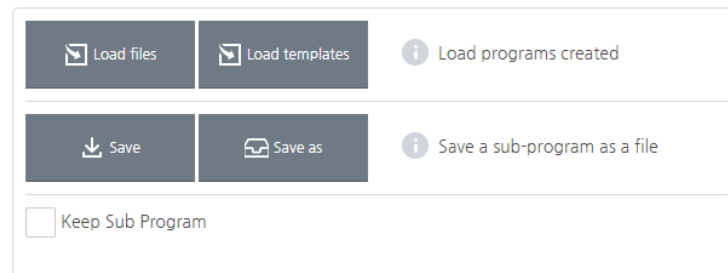 Load files Load templates Load programs created
Save Save as Save a sub-program as a file
Keep Sub Program